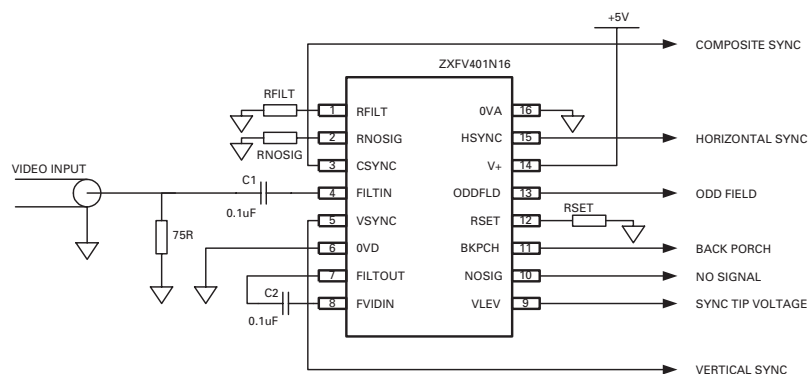 +5V
COMPOSITE SYNC
ZXFV401N16
RFILT
1 RFILT 0VA 16
RNOSIG
2 RNOSIG HSYNC 15 HORIZONTAL SYNC
3 CSYNC V+ 14
VIDEO INPUT
C1
0.1uF
4 FILTIN ODDFLD 13 ODD FIELD
RSET
5 VSYNC RSET 12
75R
6 0VD BKPCH 11 BACK PORCH
7 FILTOUT NOSIG 10 NO SIGNAL
C2
0.1uF
8 FVIDIN VLEV 9 SYNC TIP VOLTAGE
VERTICAL SYNC